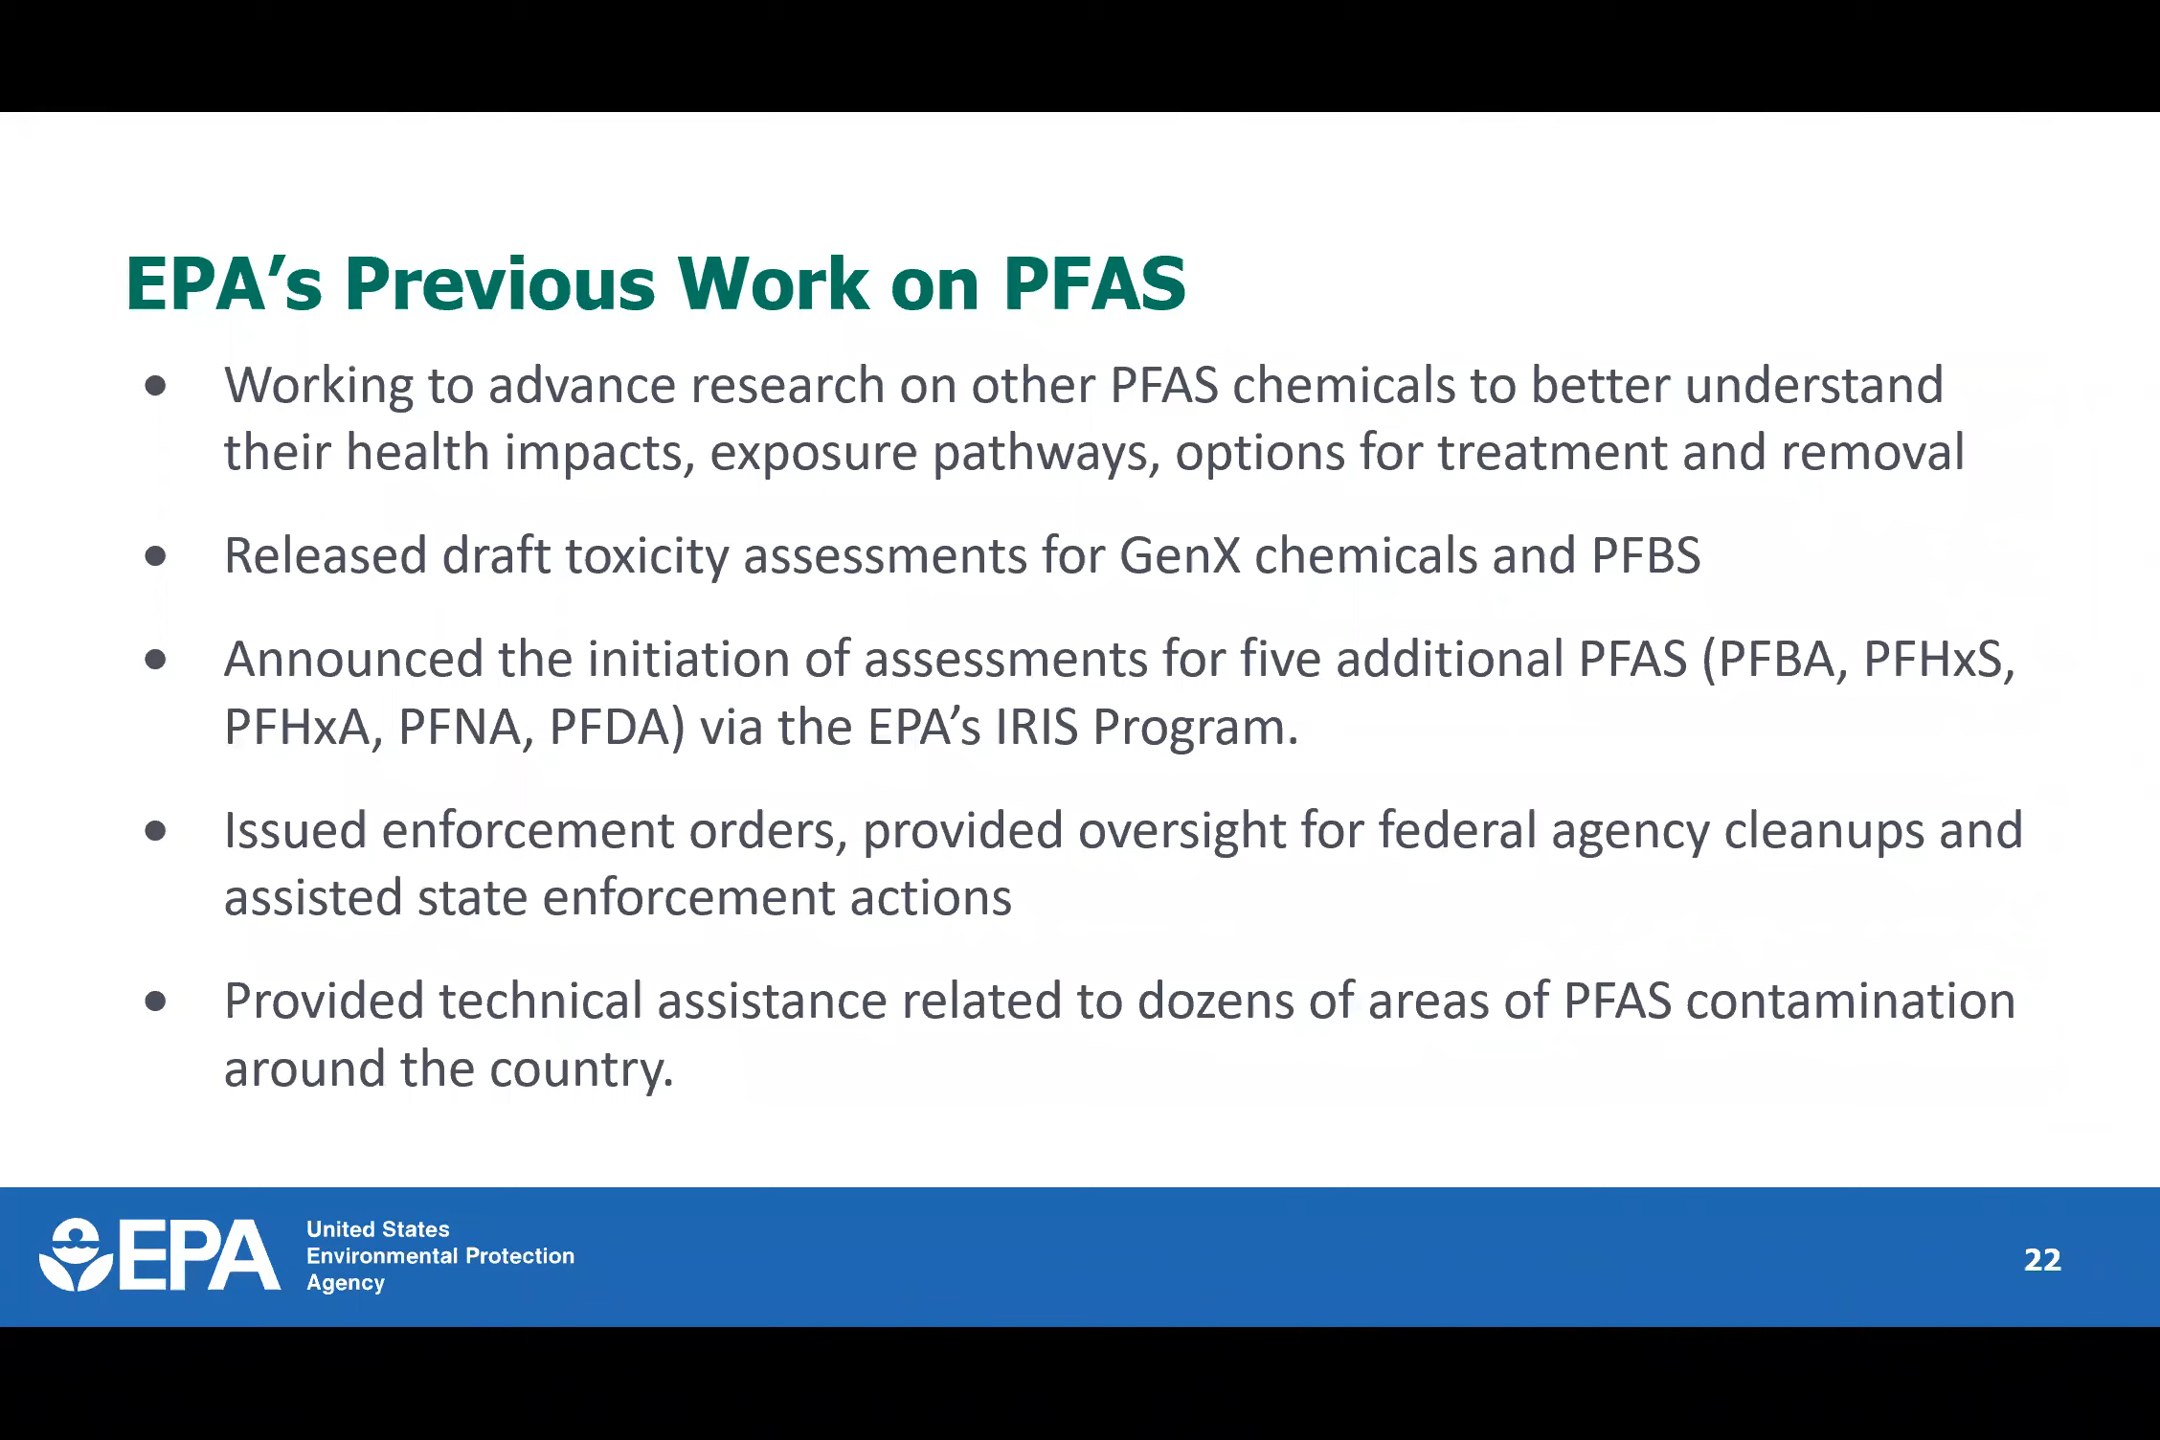 EPA’s Previous Work on PFAS
• Working to advance research on other PFAS chemicals to better understand
their health impacts, exposure pathways, options for treatment and removal
• Released draft toxicity assessments for GenX chemicals and PFBS
• Announced the initiation of assessments for five additional PFAS (PFBA, PFHxS,
PFHxA, PFNA, PFDA) via the EPA’s IRIS Program.
• Issued enforcement orders, provided oversight for federal agency cleanups and
assisted state enforcement actions
• Provided technical assistance related to dozens of areas of PFAS contamination
around the country.
EPA
United States
Environmental Protection
Agency
22